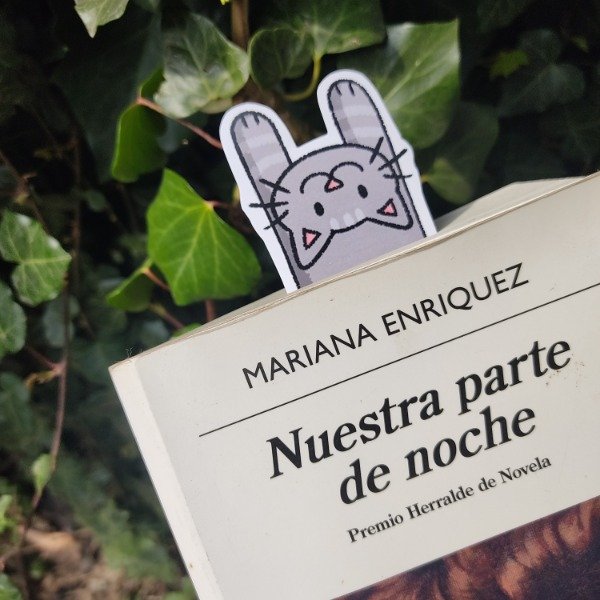 MARIANA ENRIQUEZ
Nuestra parte
de noche
Premio Herralde de Novela